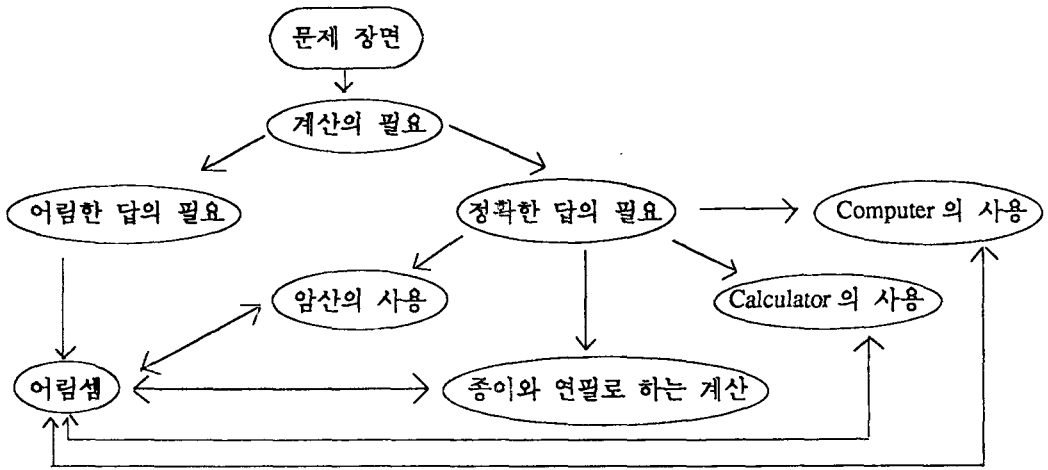 문제 장면
계산의 필요
어림한 답의 필요
정확한 답의 필요
Computer 의 사용
암산의 사용
Calculator 의 사용
어림셈
종이와 연필로 하는 계산